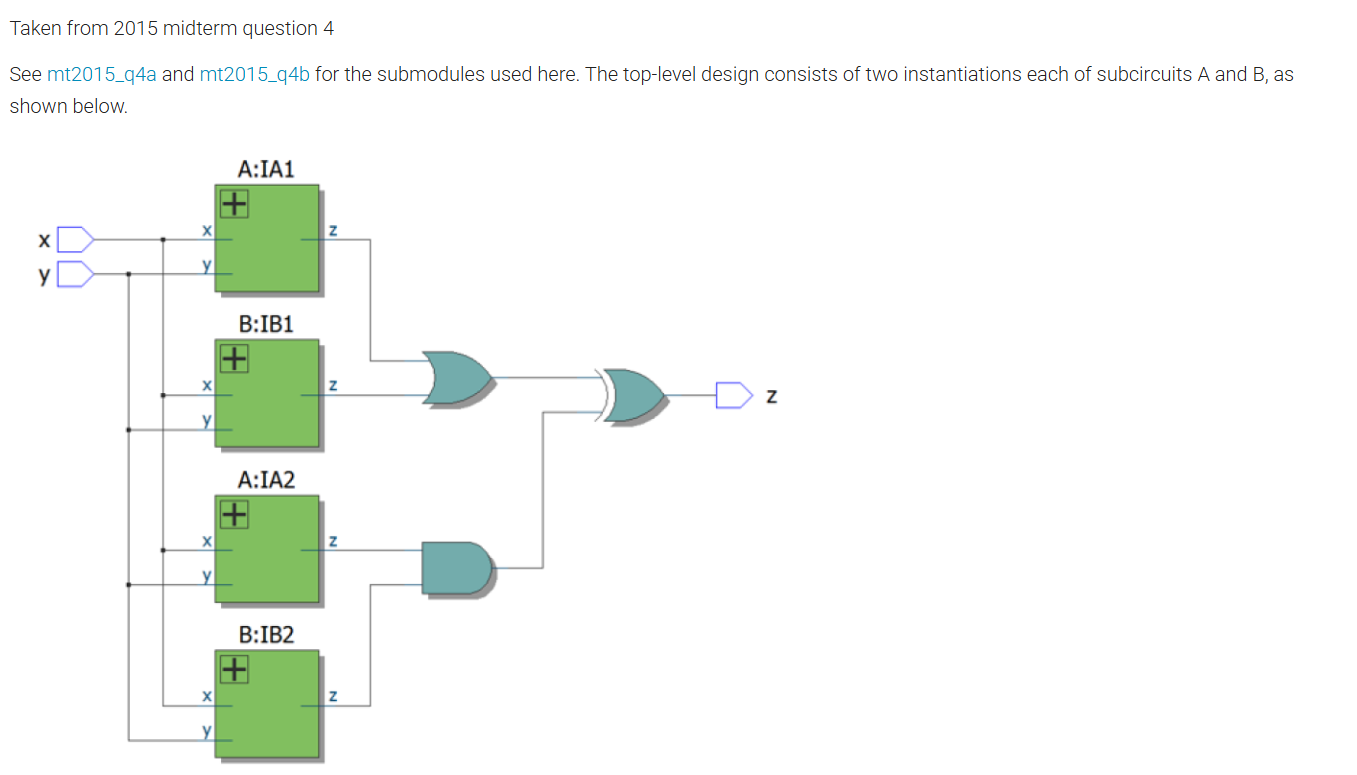 Taken from 2015 midterm question 4
See mt2015_q4a and mt2015_q4b for the submodules used here. The top-level design consists of two instantiations each of subcircuits A and B, as
shown below.
A:IA1
x
x
z
y
y
B:IB1
x
z
y
z
A:IA2
x
z
y
B:IB2
x
z
y